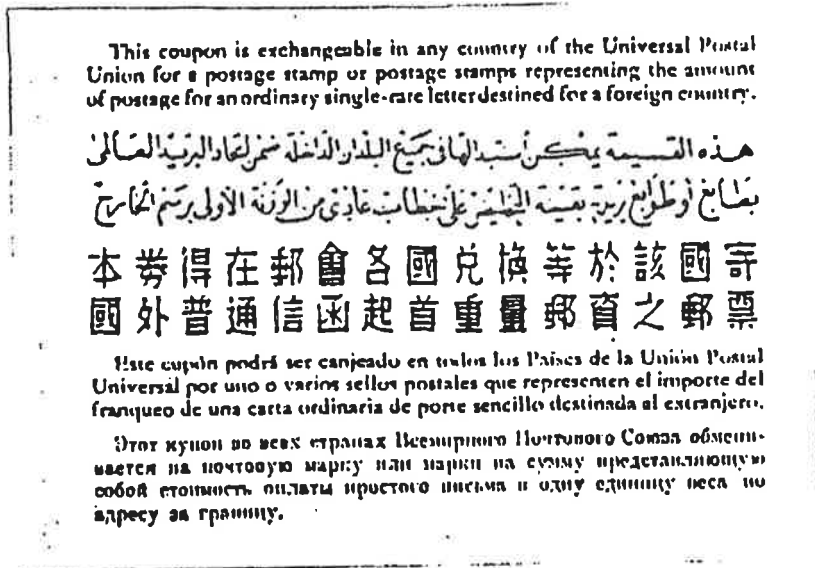 This coupon is exchangeable in any country of the Universal Postal
Union for a postage stamp or postage stamps representing the amount
of postage for an ordinary single-rate letter destined for a foreign country.
هذه القسيمة يمكن استبدالها في جميع البلدان الداخلة ضمن اتحاد البريد العالمى
بطابع أو طوابع بريد بقيمة التخليص على خطاب عادى من الوزنة الأولى برسم الخارج
本券得在郵會各國兌換等於該國寄
國外普通信函起首重量郵資之郵票
Este cupón podrá ser canjeado en todos los Países de la Unión Postal
Universal por uno o varios sellos postales que representen el importe del
franqueo de una carta ordinaria de porte sencillo destinada al extranjero.
Этот купон во всех странах Всемирного Почтового Союза обмени-
вается на почтовую марку или марки на сумму представляющую
собой стоимость оплаты простого письма в одну единицу веса по
адресу за границу.